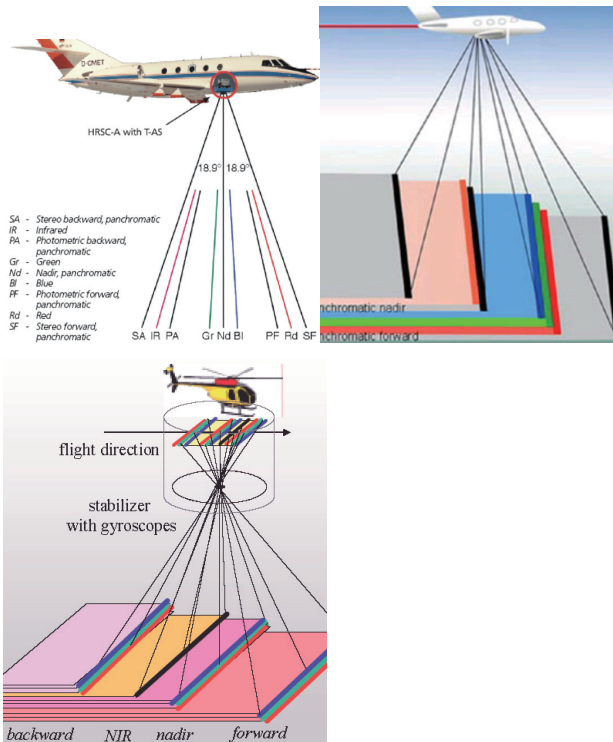 D-CMET
HRSC-A with T-AS
18.9° 18.9°
SA - Stereo backward, panchromatic
IR - Infrared
PA - Photometric backward,
panchromatic
Gr - Green
Nd - Nadir, panchromatic
Bl - Blue
PF - Photometric forward,
panchromatic
Rd - Red
SF - Stereo forward,
panchromatic
SA IR PA Gr Nd Bl PF Rd SF
nchromatic nadir
nchromatic forward
flight direction
stabilizer
with gyroscopes
backward NIR nadir forward